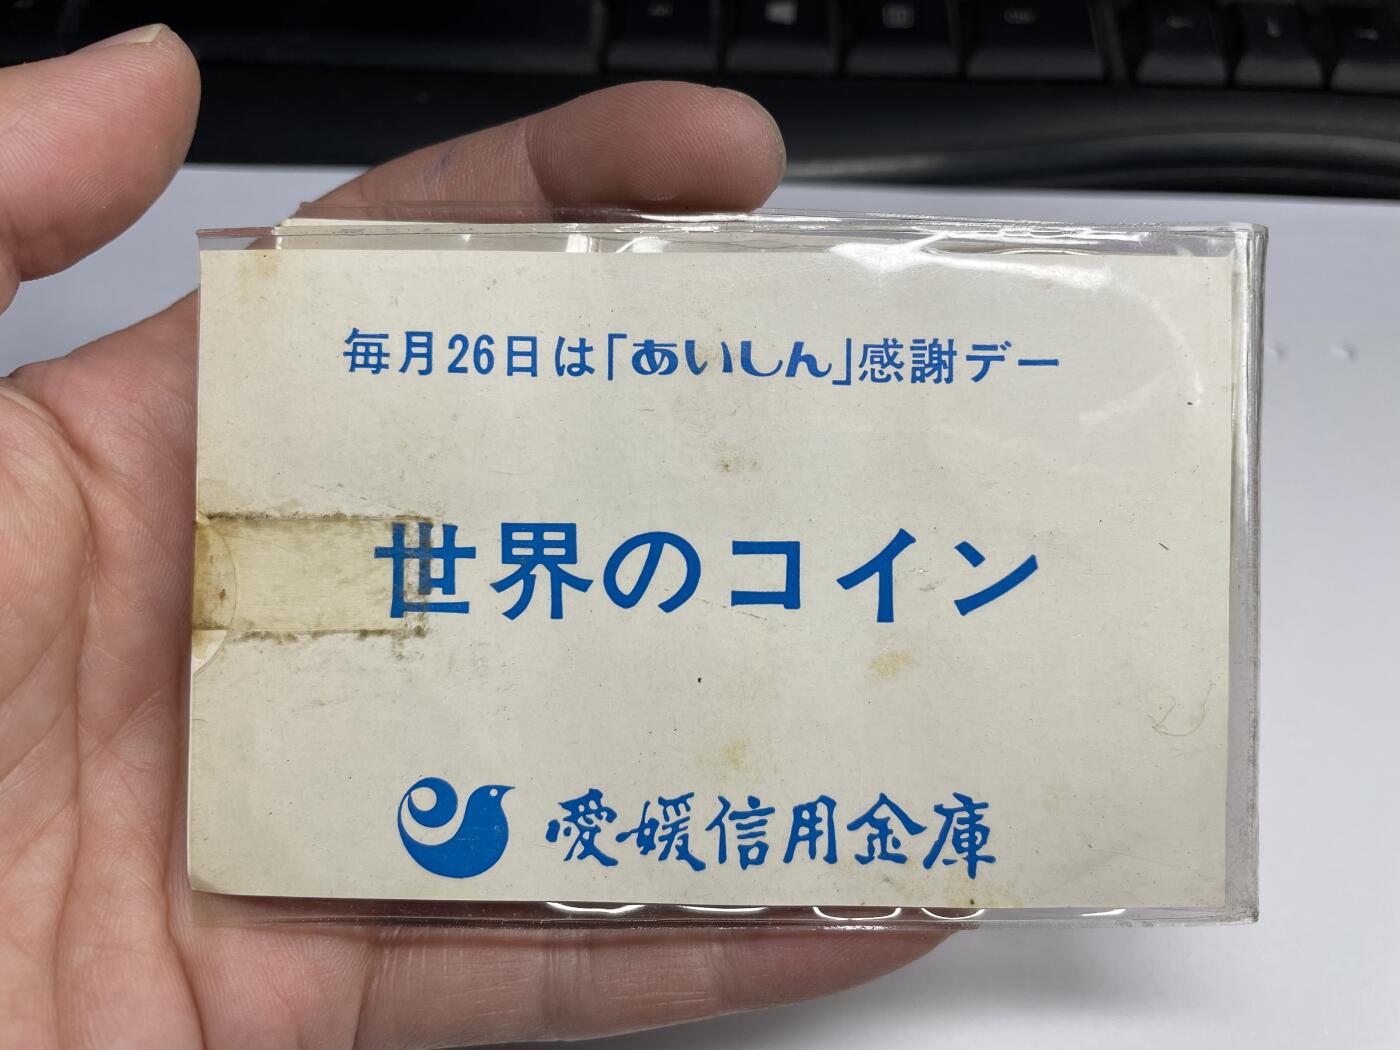 毎月26日は「あいしん」感謝デー
世界のコイン
愛媛信用金庫